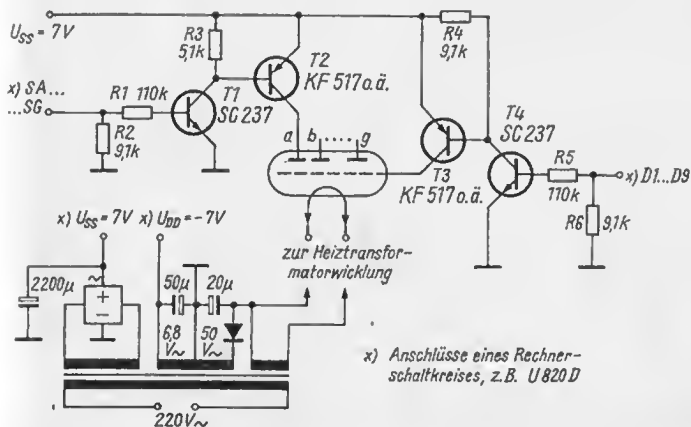 U_SS = 7V
R3
5,1k
T2
KF 517 o.ä.
R4
9,1k
x) SA...
...SG
R1 110k
T1
SC 237
R2
9,1k
a b ..... g
T4
SC 237
R5
110k
x) D1...D9
T3
KF 517 o.ä.
R6
9,1k
x) U_SS = 7V x) U_DD = -7V
zur Heiztransfor-
matorwicklung
2200µ
~
+
–
50µ
20µ
6,8
V~
50
V~
x) Anschlüsse eines Rechner-
schaltkreises, z.B. U 820 D
220V~